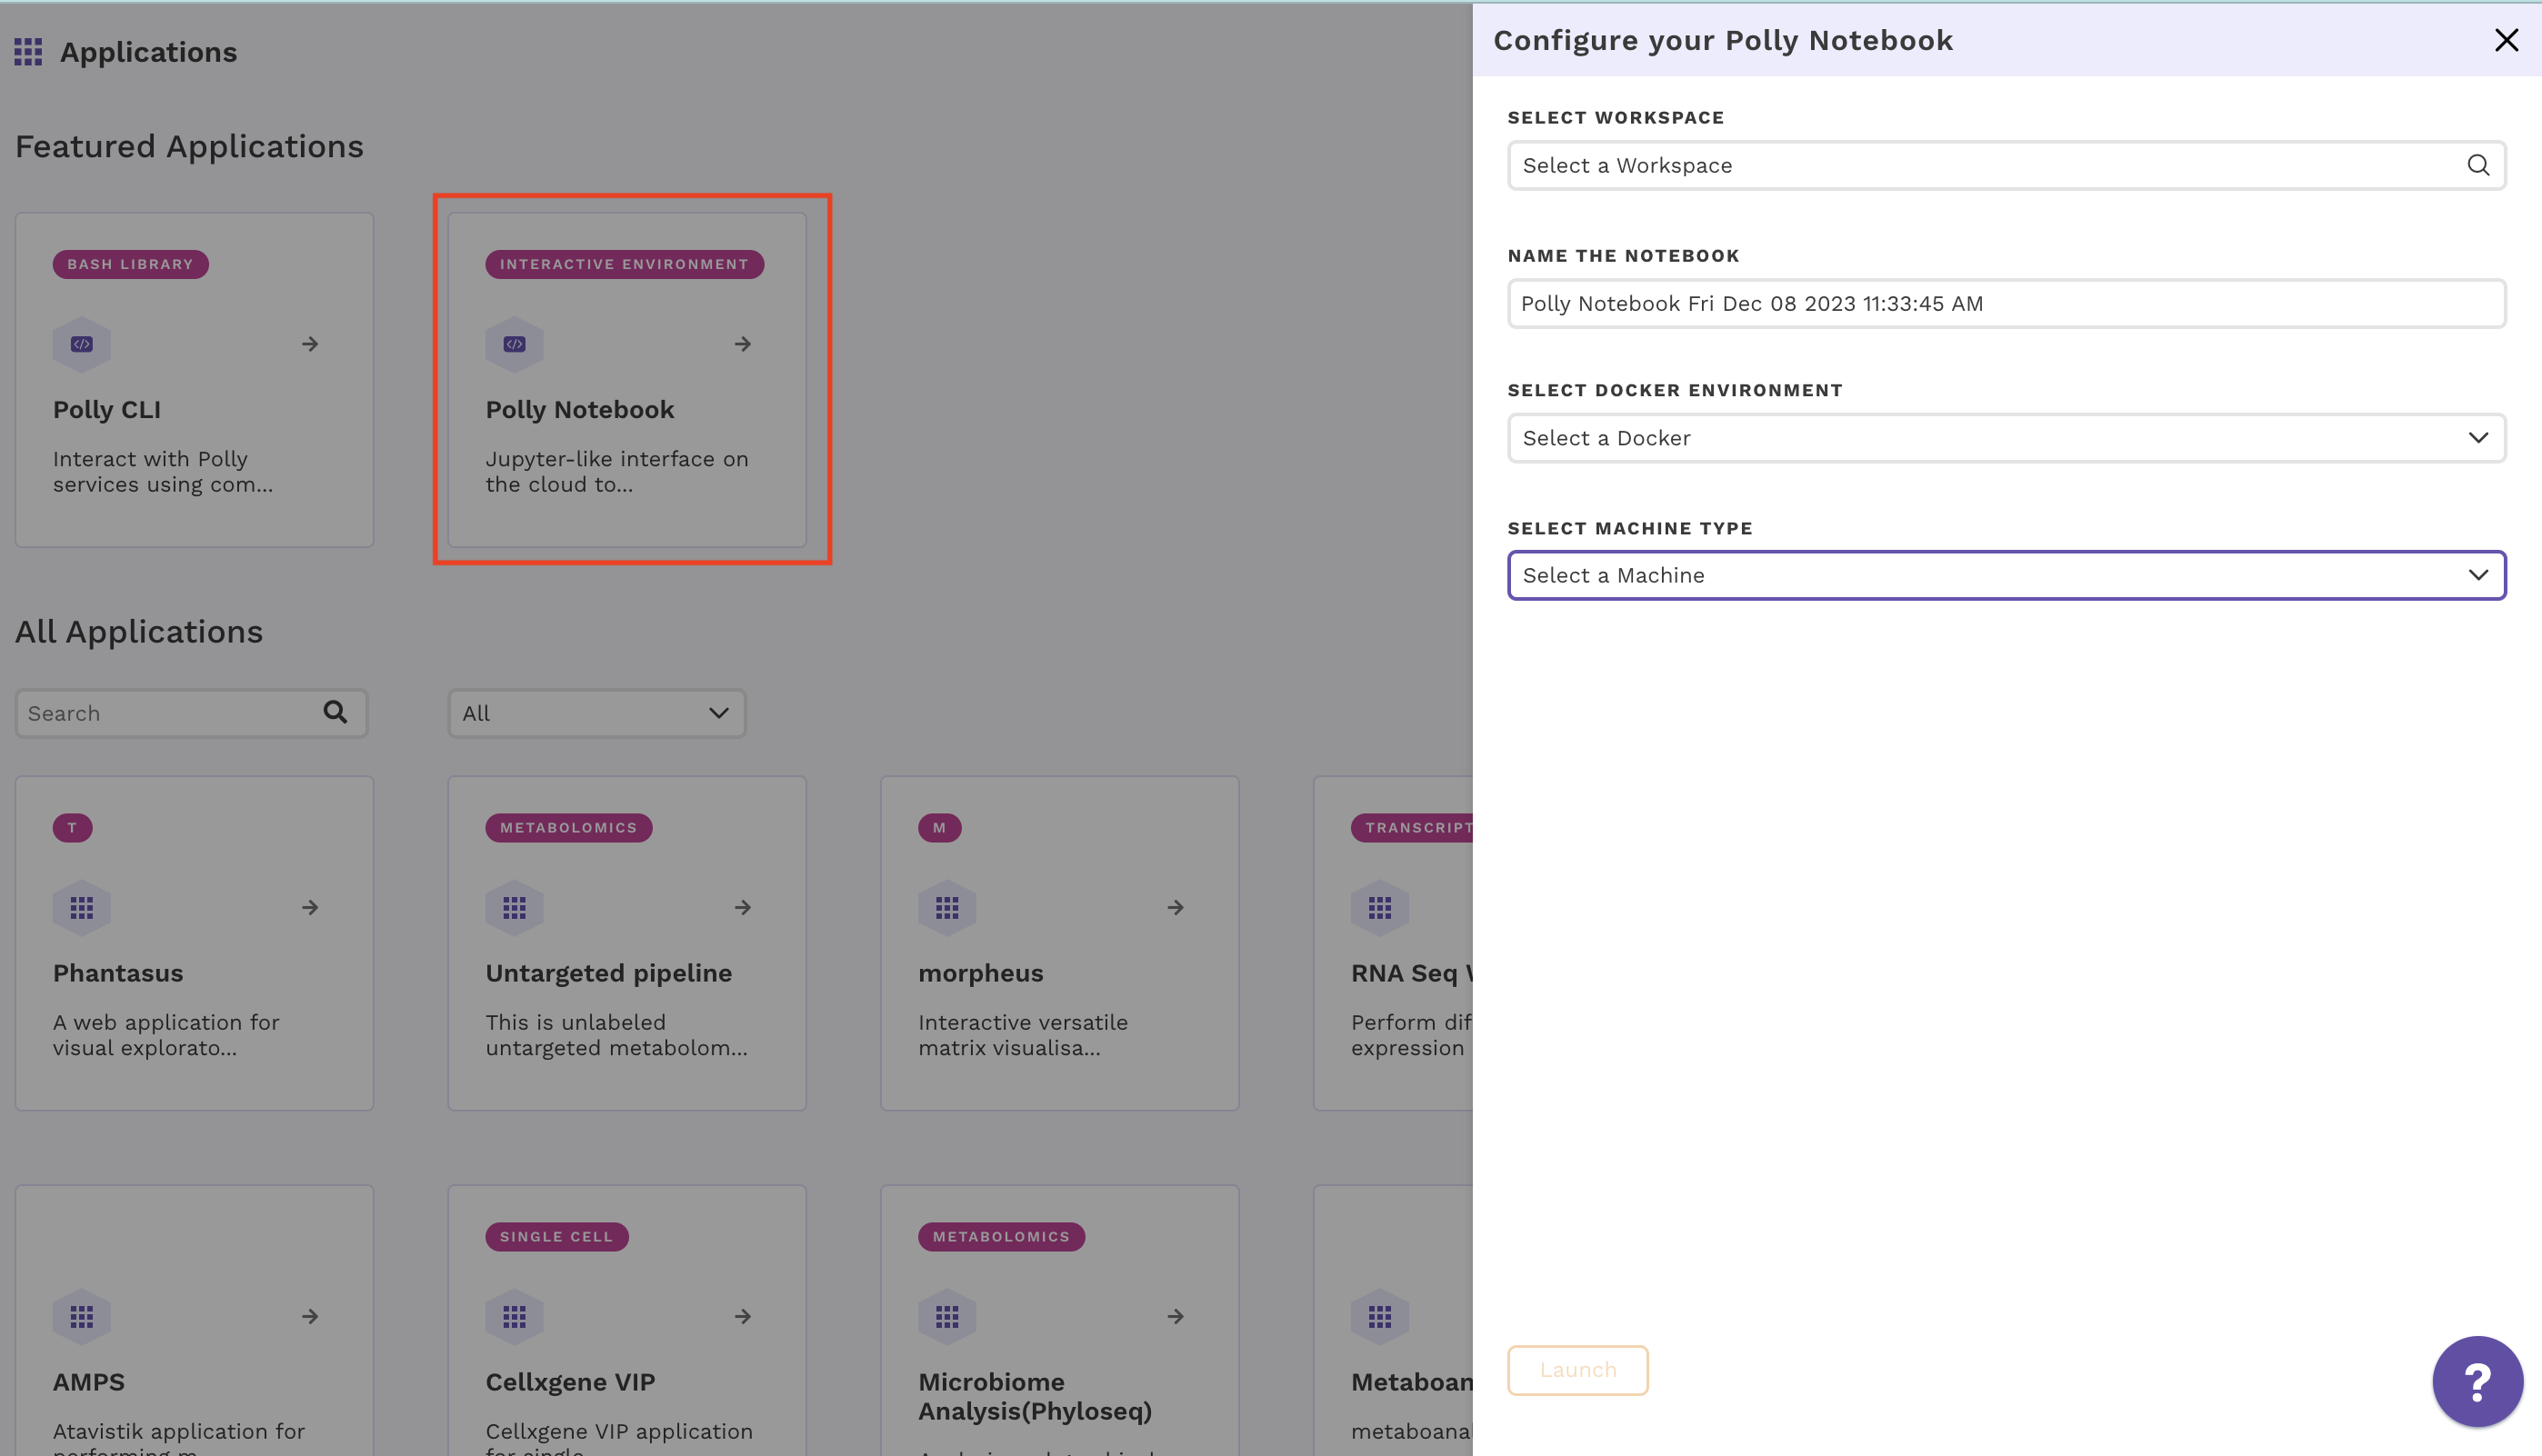 Applications
Featured Applications
BASH LIBRARY
Polly CLI
Interact with Polly
services using com...
INTERACTIVE ENVIRONMENT
Polly Notebook
Jupyter-like interface on
the cloud to...
All Applications
Search
All
T
Phantasus
A web application for
visual explorato...
METABOLOMICS
Untargeted pipeline
This is unlabeled
untargeted metabolom...
M
morpheus
Interactive versatile
matrix visualisa...
TRANSCRIPT
RNA Seq
Perform dif
expression
AMPS
Atavistik application for
performing m...
SINGLE CELL
Cellxgene VIP
Cellxgene VIP application
for single...
METABOLOMICS
Microbiome
Analysis(Phyloseq)
Metaboan
metaboanal
Configure your Polly Notebook
SELECT WORKSPACE
Select a Workspace
NAME THE NOTEBOOK
Polly Notebook Fri Dec 08 2023 11:33:45 AM
SELECT DOCKER ENVIRONMENT
Select a Docker
SELECT MACHINE TYPE
Select a Machine
Launch
?